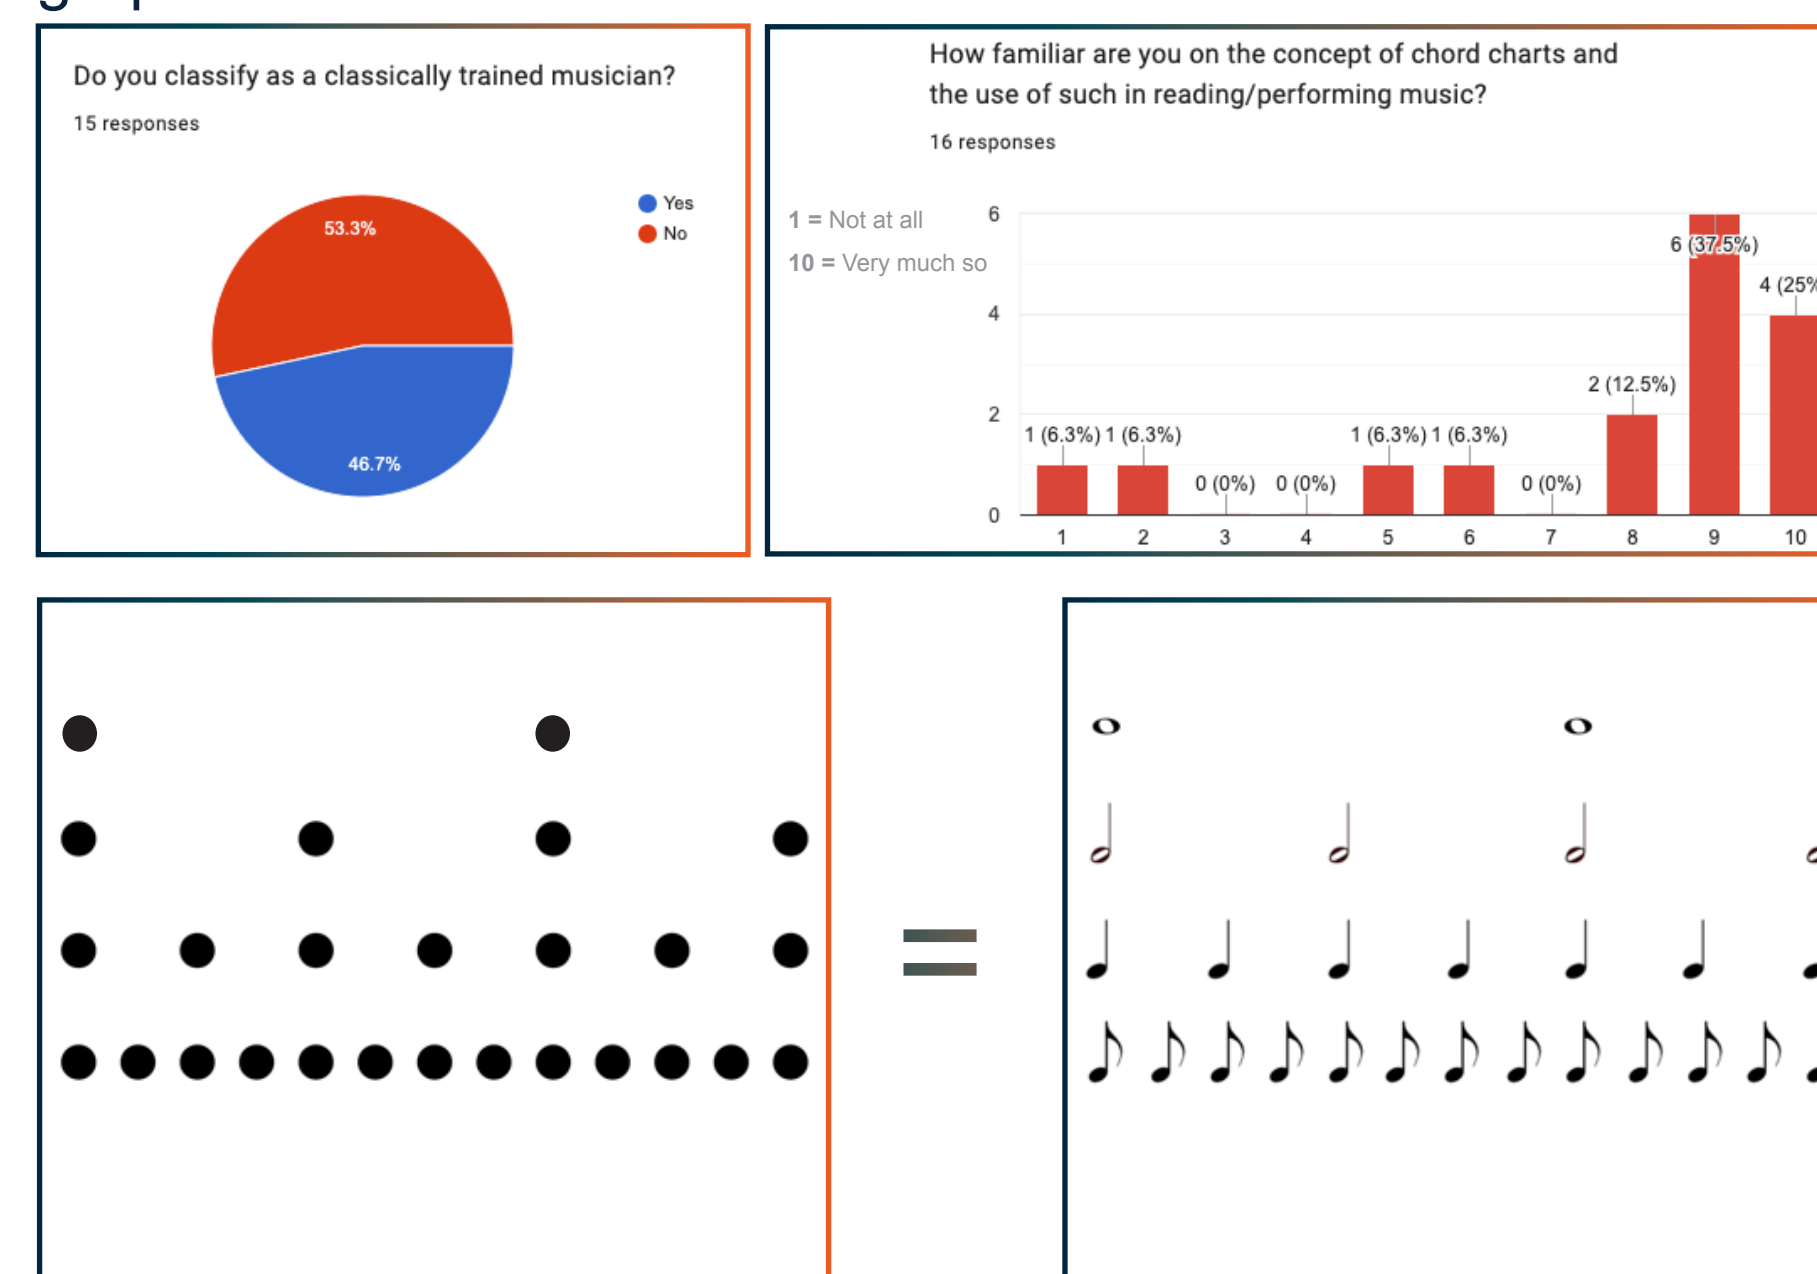 Do you classify as a classically trained musician?
15 responses
Yes
No
53.3%
46.7%
How familiar are you on the concept of chord charts and
the use of such in reading/performing music?
16 responses
1 = Not at all
10 = Very much so
6
4
2
0
1 (6.3%) 1 (6.3%) 0 (0%) 0 (0%) 1 (6.3%) 1 (6.3%) 0 (0%) 2 (12.5%) 6 (37.5%) 4 (25%
1 2 3 4 5 6 7 8 9 10